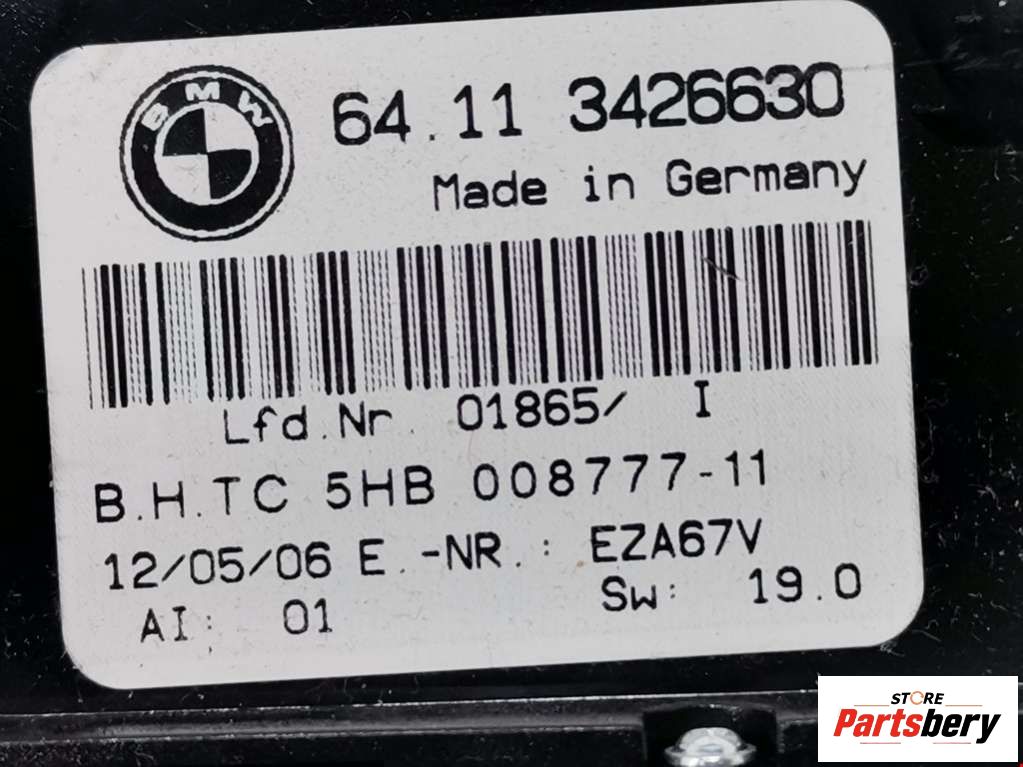 BMW
64.11 3426630
Made in Germany
Lfd.Nr. 01865/ I
B.H.TC 5HB 008777-11
12/05/06 E.-NR.: EZA67V
AI: 01 Sw: 19.0
STORE
Partsbery